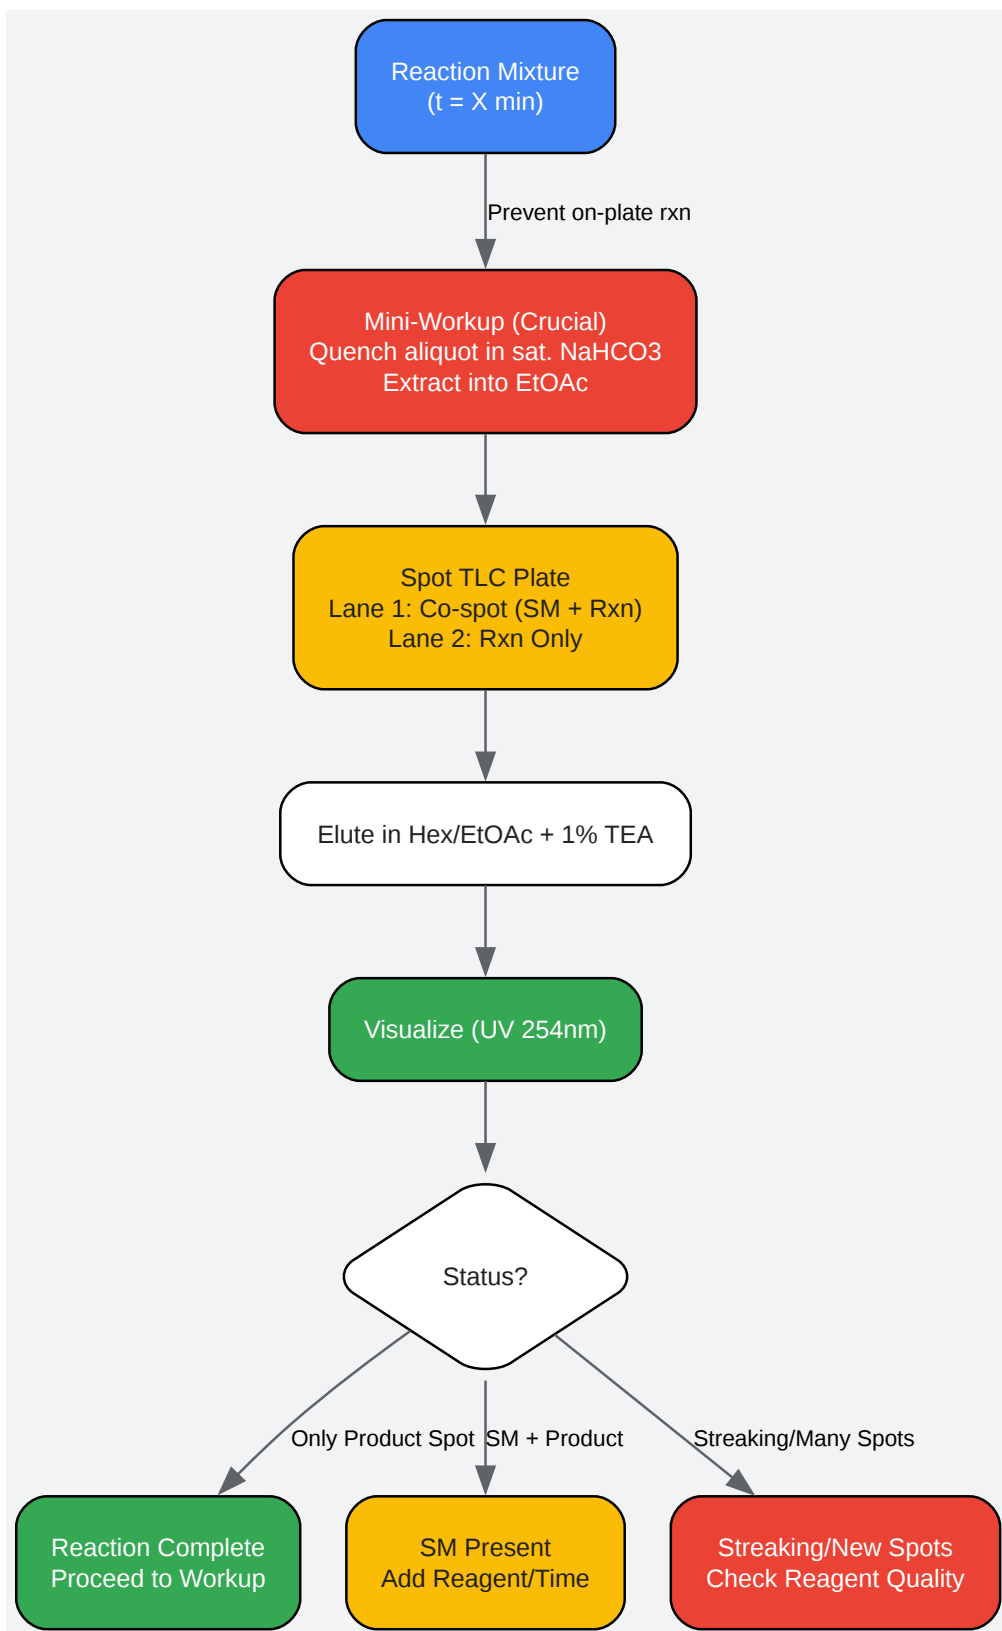 Reaction Mixture
(t = X min)
Prevent on-plate rxn
Mini-Workup (Crucial)
Quench aliquot in sat. NaHCO3
Extract into EtOAc
Spot TLC Plate
Lane 1: Co-spot (SM + Rxn)
Lane 2: Rxn Only
Elute in Hex/EtOAc + 1% TEA
Visualize (UV 254nm)
Status?
Only Product Spot
SM + Product
Streaking/Many Spots
Reaction Complete
Proceed to Workup
SM Present
Add Reagent/Time
Streaking/New Spots
Check Reagent Quality